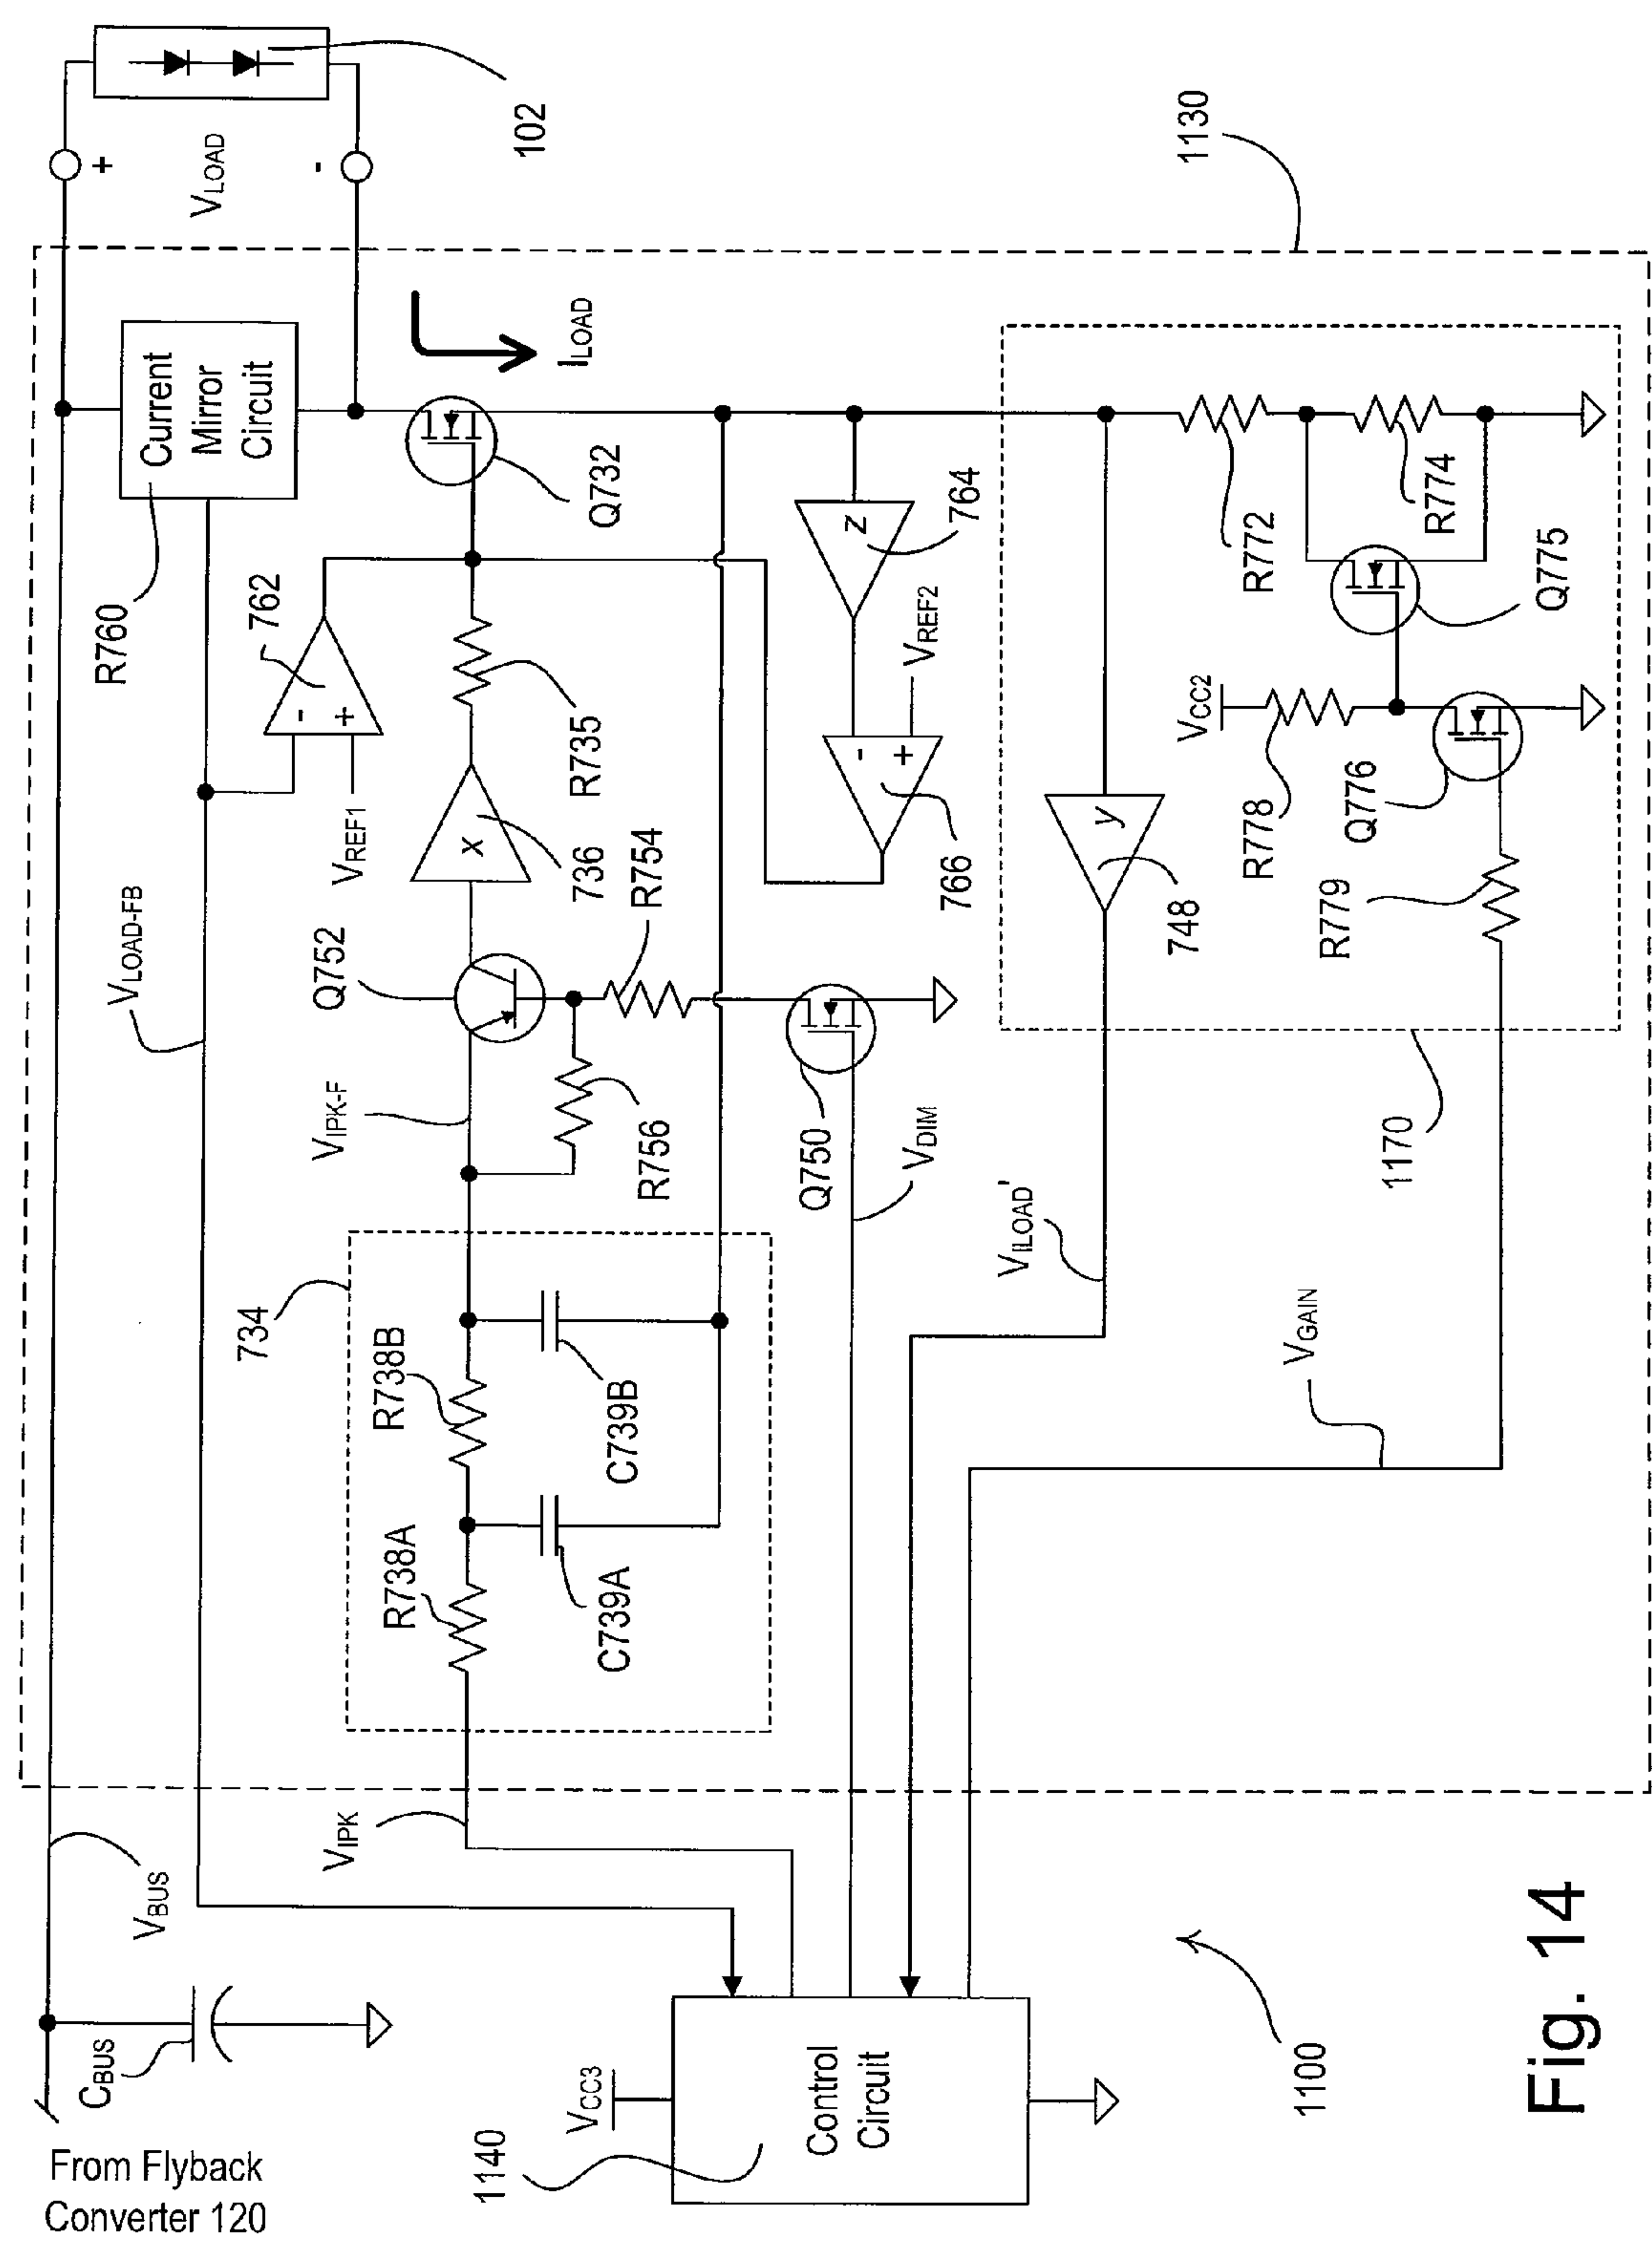 From Flyback
Converter 120
CBUS
VBUS
VLOAD-FB
R760
Current
Mirror
Circuit
+
VLOAD
-
102
762
-
+
VREF1
ILOAD
1130
734
R738A
R738B
C739A
C739B
VIPK
VIPK-F
Q752
R756
R754
x
736
R735
Q732
Q750
VDIM
z
764
-
+
VREF2
766
VCC3
1140
Control
Circuit
VILOAD'
y
748
VGAIN
1170
R772
R774
Q775
VCC2
R778
Q776
R779
1100
Fig. 14